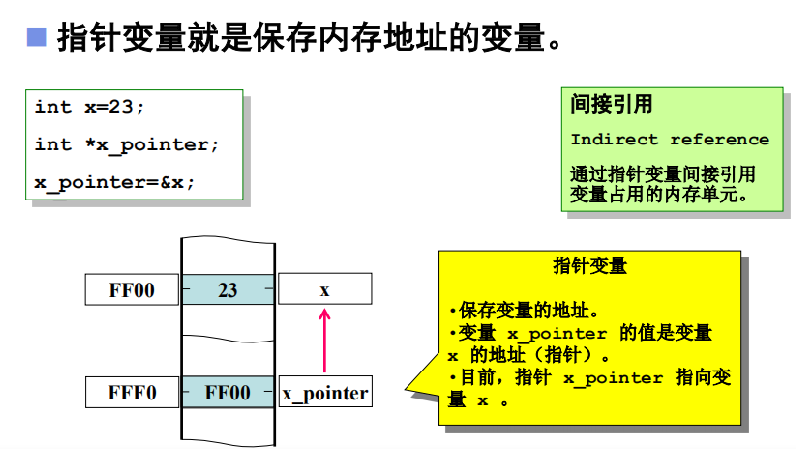 指针变量就是保存内存地址的变量。
int x=23;
int *x_pointer;
x_pointer=&x;
间接引用
Indirect reference
通过指针变量间接引用
变量占用的内存单元。
FF00 23 x
FFF0 FF00 x_pointer
指针变量
•保存变量的地址。
•变量 x_pointer 的值是变量
x 的地址（指针）。
•目前，指针 x_pointer 指向变
量 x 。